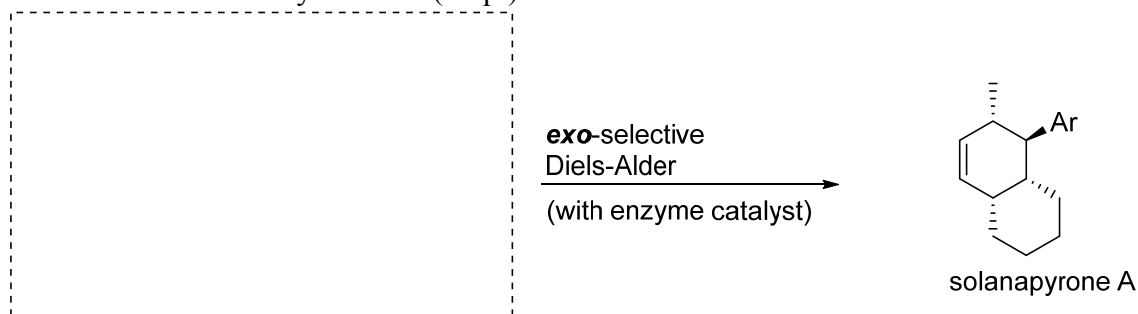 exo-selective
Diels-Alder
(with enzyme catalyst)
Ar
solanapyrone A